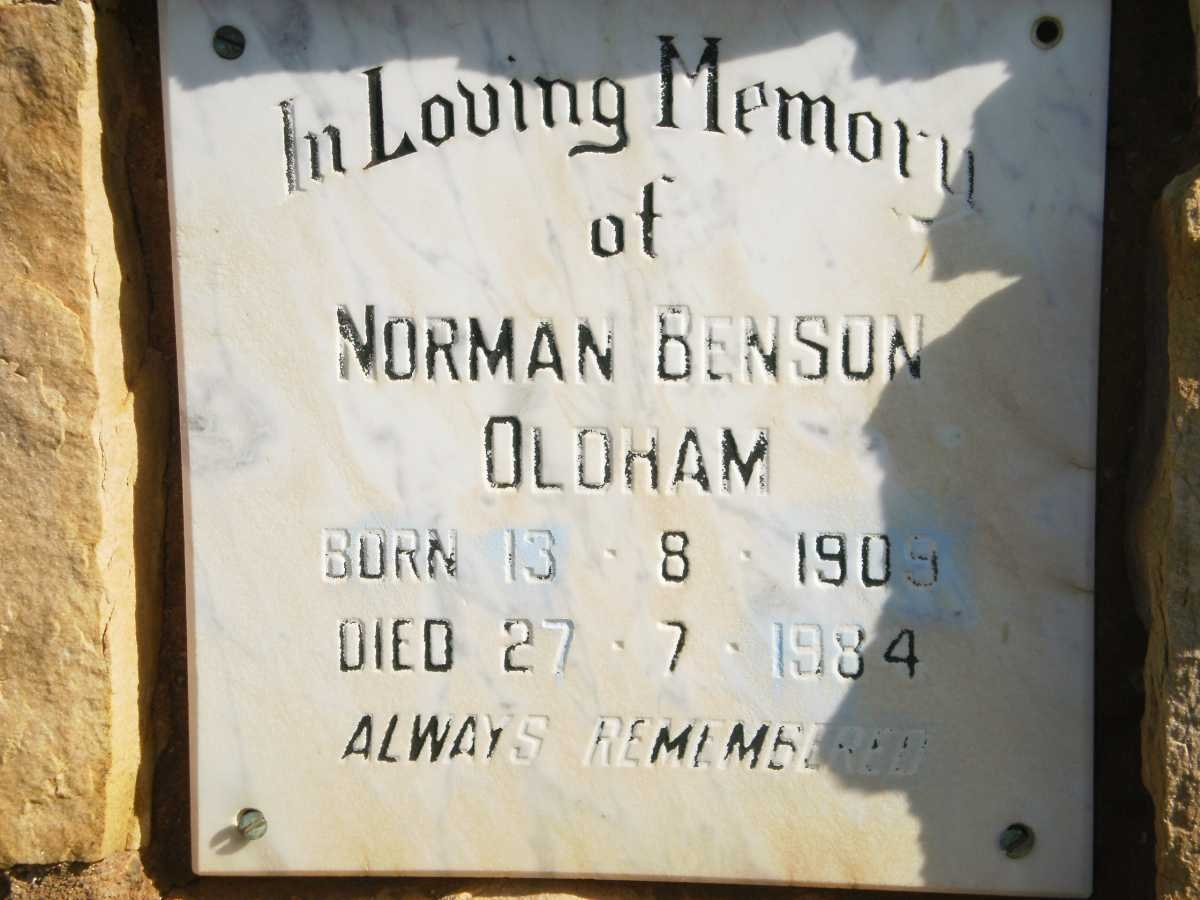 In Loving Memory
of
NORMAN BENSON
OLDHAM
BORN 13 · 8 · 1909
DIED 27 · 7 · 1984
ALWAYS REMEMBERED